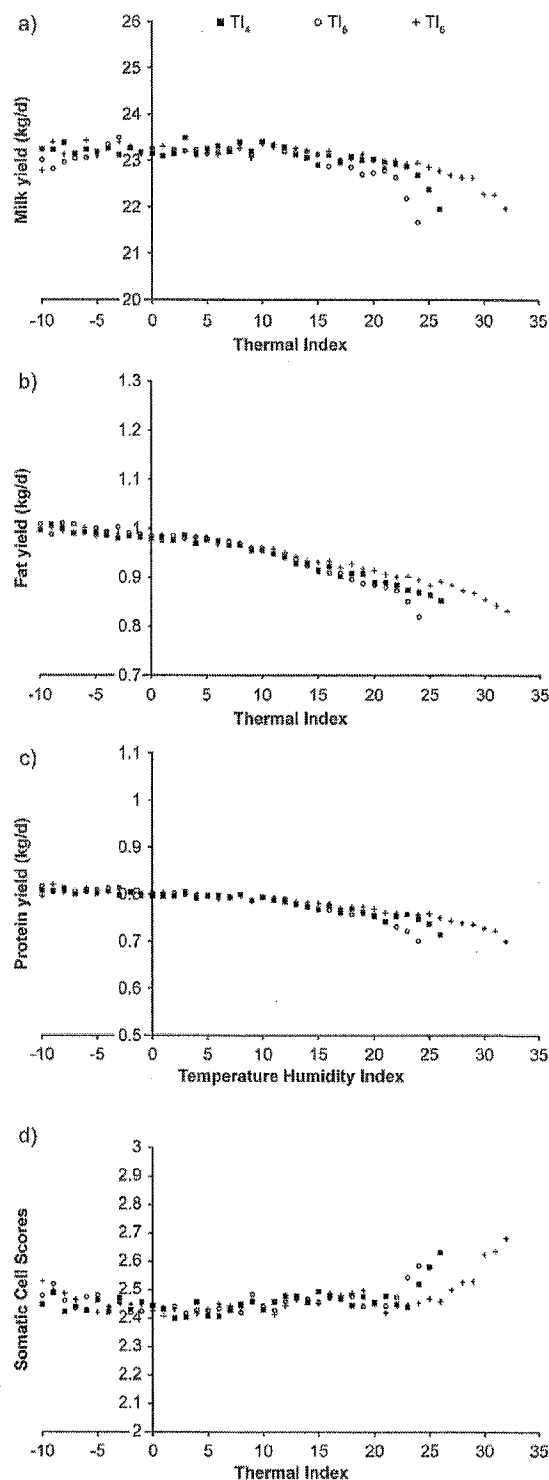 a)
TI₄ TI₅ TI₆
Milk yield (kg/d)
26
25
24
23
22
21
20
-10 -5 0 5 10 15 20 25 30 35
Thermal Index
b)
Fat yield (kg/d)
1.3
1.2
1.1
1
0.9
0.8
0.7
-10 -5 0 5 10 15 20 25 30 35
Thermal Index
c)
Protein yield (kg/d)
1.1
1
0.9
0.8
0.7
0.6
0.5
-10 -5 0 5 10 15 20 25 30 35
Temperature Humidity Index
d)
Somatic Cell Scores
3
2.9
2.8
2.7
2.6
2.5
2.4
2.3
2.2
2.1
2
-10 -5 0 5 10 15 20 25 30 35
Thermal Index